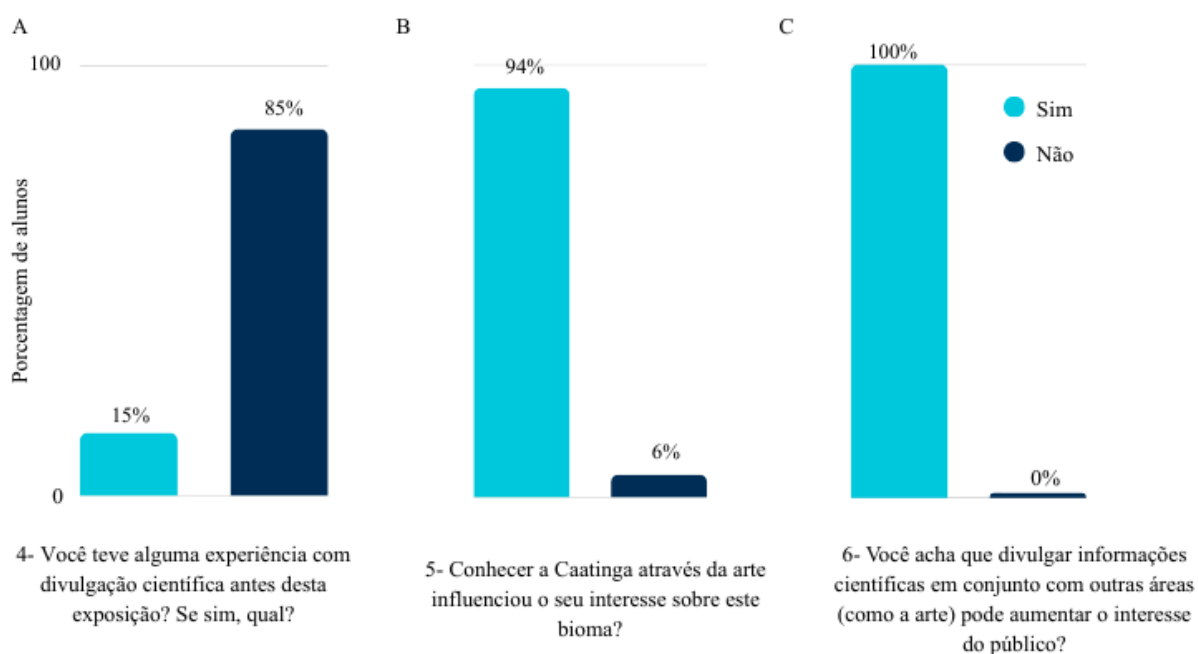 A
100
85%
15%
0
Porcentagem de alunos
4- Você teve alguma experiência com
divulgação científica antes desta
exposição? Se sim, qual?
B
94%
6%
5- Conhecer a Caatinga através da arte
influenciou o seu interesse sobre este
bioma?
C
100%
0%
Sim
Não
6- Você acha que divulgar informações
científicas em conjunto com outras áreas
(como a arte) pode aumentar o interesse
do público?